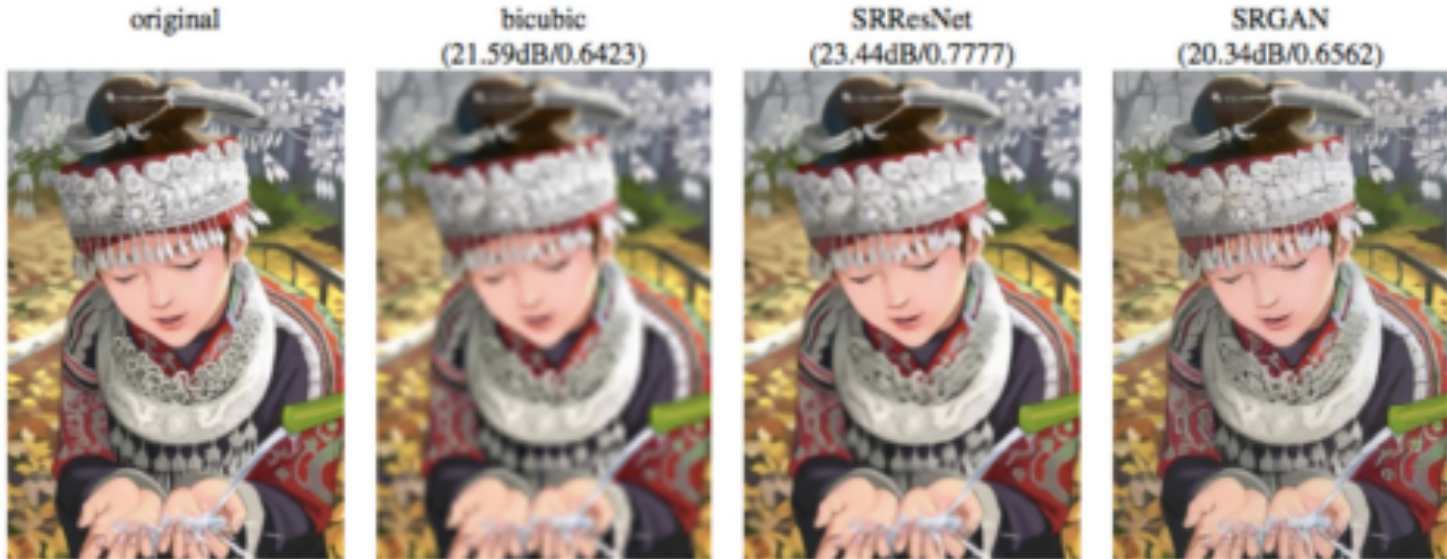 original
bicubic
(21.59dB/0.6423)
SRResNet
(23.44dB/0.7777)
SRGAN
(20.34dB/0.6562)